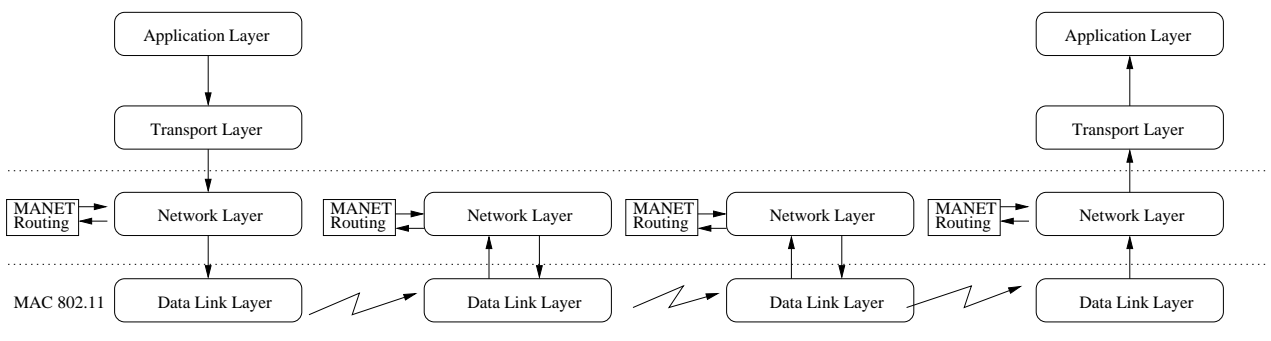 Application Layer
Application Layer
Transport Layer
Transport Layer
MANET
Routing
Network Layer
MANET
Routing
Network Layer
MANET
Routing
Network Layer
MANET
Routing
Network Layer
MAC 802.11
Data Link Layer
Data Link Layer
Data Link Layer
Data Link Layer